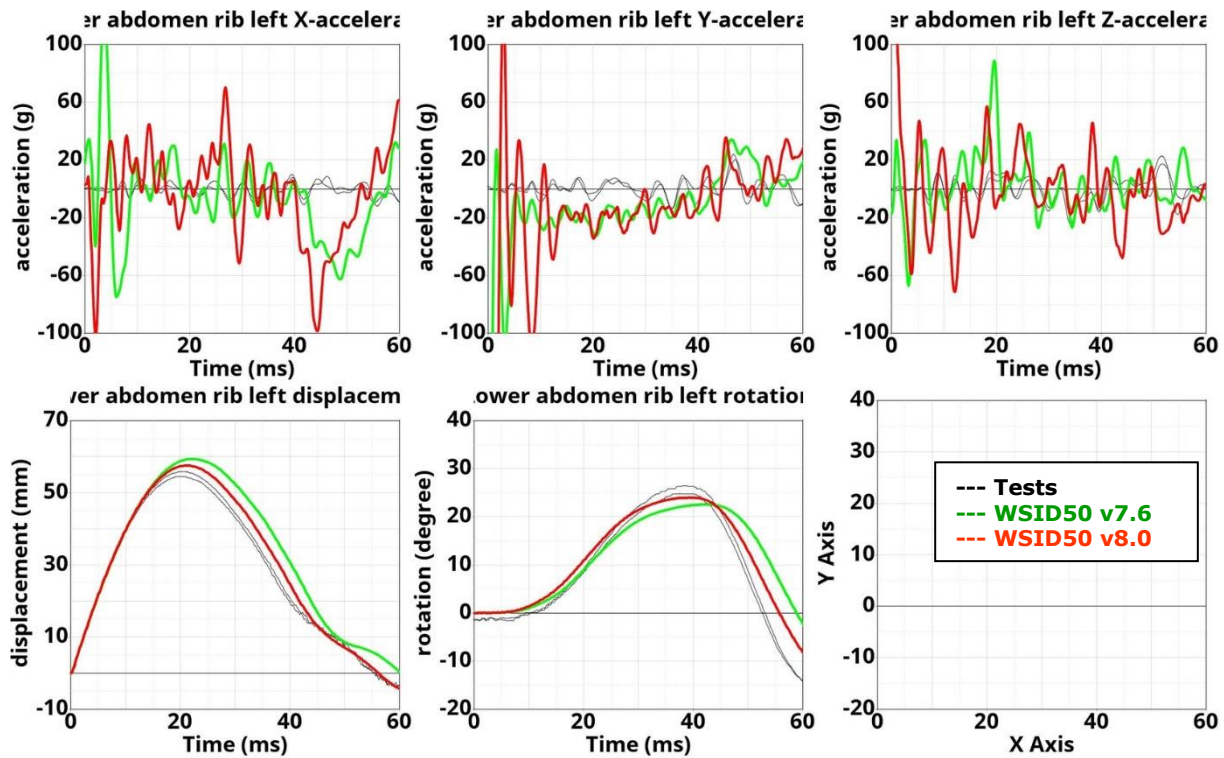 er abdomen rib left X-accelera
100
60
20
-20
-60
-100
acceleration (g)
0 20 40 60
Time (ms)
er abdomen rib left Y-accelera
100
60
20
-20
-60
-100
acceleration (g)
0 20 40 60
Time (ms)
er abdomen rib left Z-accelera
100
60
20
-20
-60
-100
acceleration (g)
0 20 40 60
Time (ms)
er abdomen rib left displacem
70
50
30
10
-10
displacement (mm)
0 20 40 60
Time (ms)
ower abdomen rib left rotation
40
30
20
10
0
-10
-20
rotation (degree)
0 20 40 60
Time (ms)
40
30
20
10
0
-10
-20
Y Axis
0 20 40 60
X Axis
--- Tests
--- WSID50 v7.6
--- WSID50 v8.0